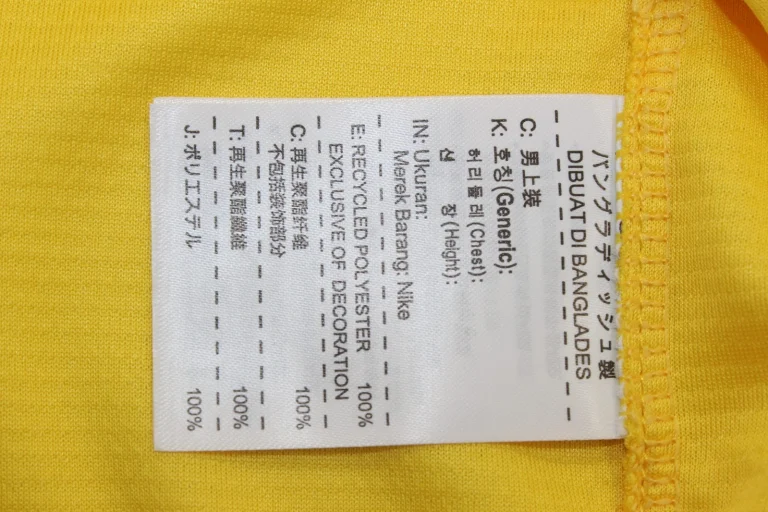 バングラディッシュ製
DIBUAT DI BANGLADES
C: 男上装
K: 호칭(Generic):
허리둘레(Chest):
신 장(Height):
IN: Ukuran:
Merek Barang: Nike
E: RECYCLED POLYESTER 100%
EXCLUSIVE OF DECORATION
C: 再生聚酯纤维 100%
不包括装饰部分
T: 再生聚酯纖維 100%
J: ポリエステル 100%